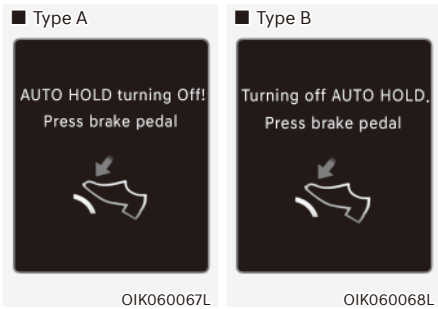 ■ Type A
AUTO HOLD turning Off!
Press brake pedal
OIK060067L
■ Type B
Turning off AUTO HOLD.
Press brake pedal
OIK060068L